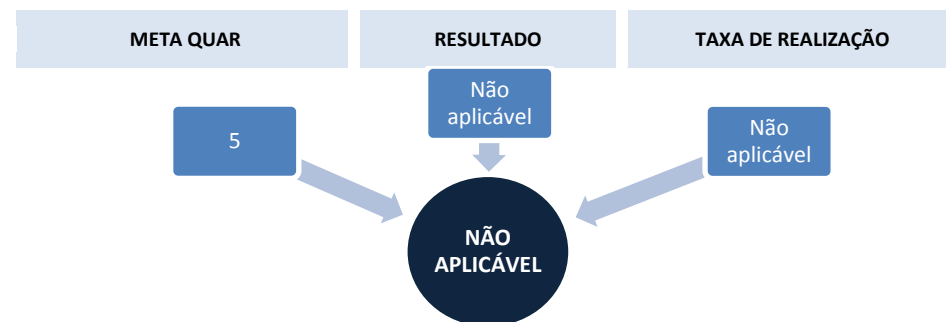 META QUAR
RESULTADO
TAXA DE REALIZAÇÃO
5
Não
aplicável
Não
aplicável
NÃO
APLICÁVEL